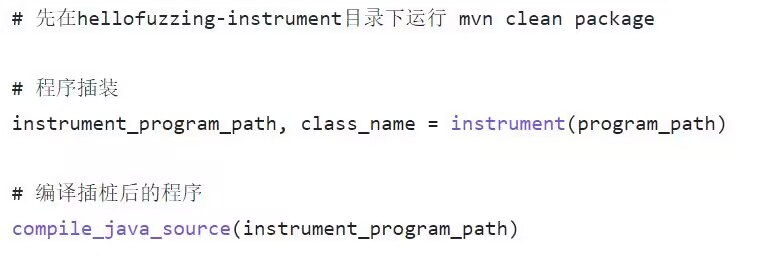 # 先在hellofuzzing-instrument目录下运行 mvn clean package
# 程序插装
instrument_program_path, class_name = instrument(program_path)
# 编译插桩后的程序
compile_java_source(instrument_program_path)